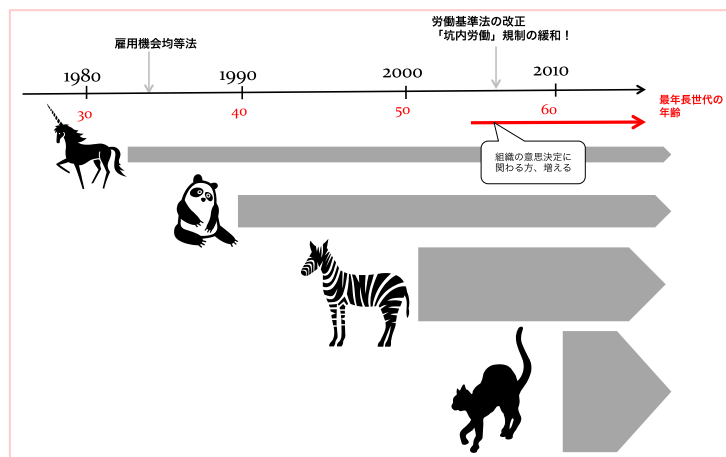 労働基準法の改正
「坑内労働」規制の緩和！
雇用機会均等法
1980
1990
2000
2010
30
40
50
60
最年長世代の
年齢
組織の意思決定に
関わる方、増える